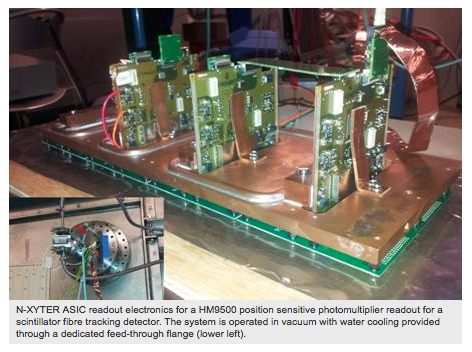 N-XYTER ASIC readout electronics for a HM9500 position sensitive photomultiplier readout for a
scintillator fibre tracking detector. The system is operated in vacuum with water cooling provided
through a dedicated feed-through flange (lower left).